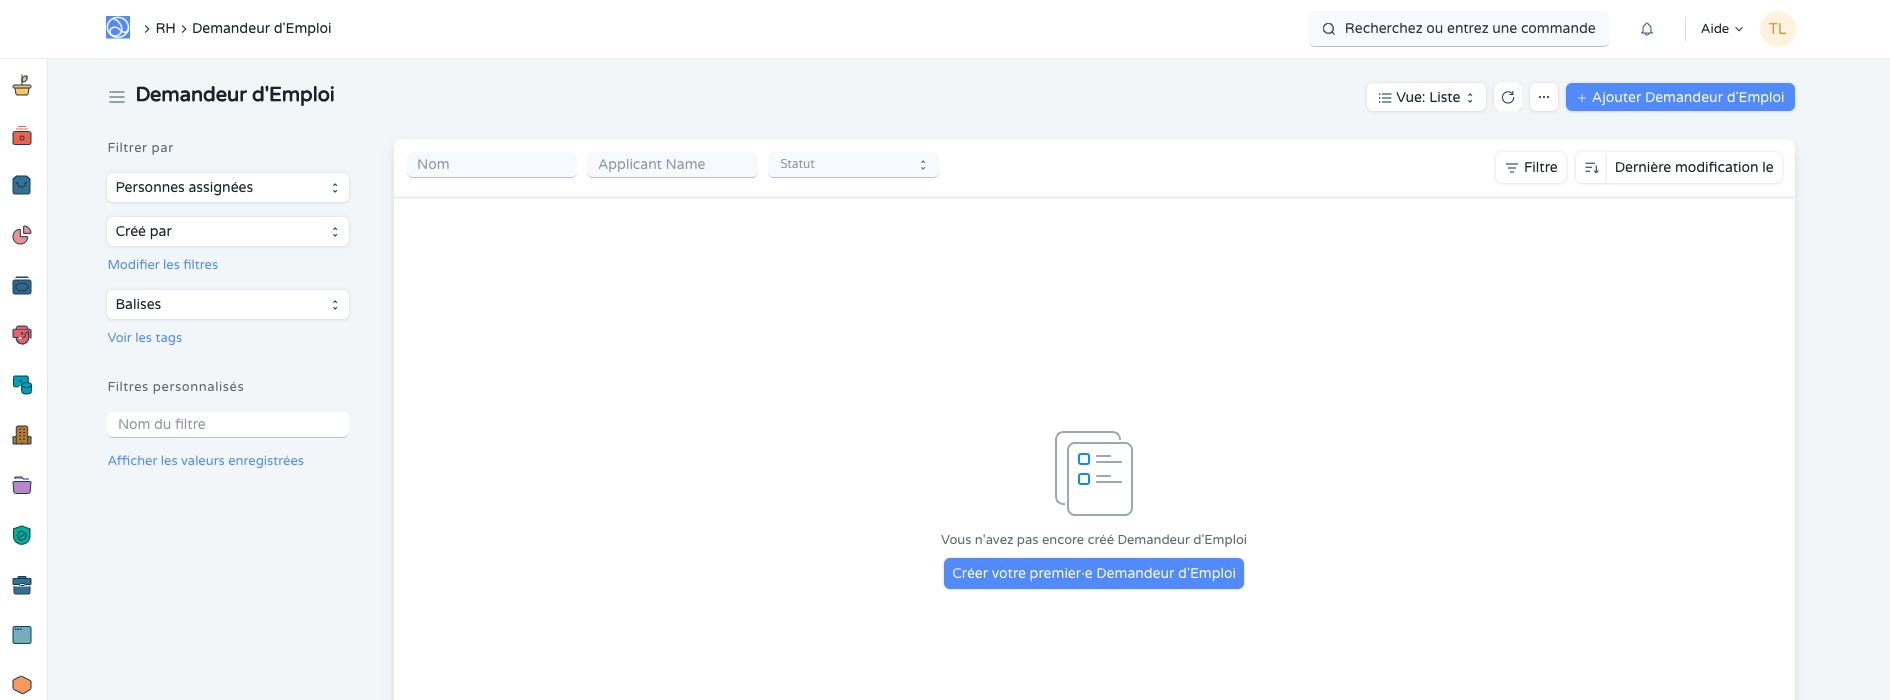 > RH > Demandeur d'Emploi
Recherchez ou entrez une commande
Aide
TL
Demandeur d'Emploi
Vue: Liste
...
+ Ajouter Demandeur d'Emploi
Filtrer par
Personnes assignées
Créé par
Modifier les filtres
Balises
Voir les tags
Filtres personnalisés
Nom du filtre
Afficher les valeurs enregistrées
Nom
Applicant Name
Statut
Filtre
Dernière modification le
Vous n'avez pas encore créé Demandeur d'Emploi
Créer votre premier·e Demandeur d'Emploi